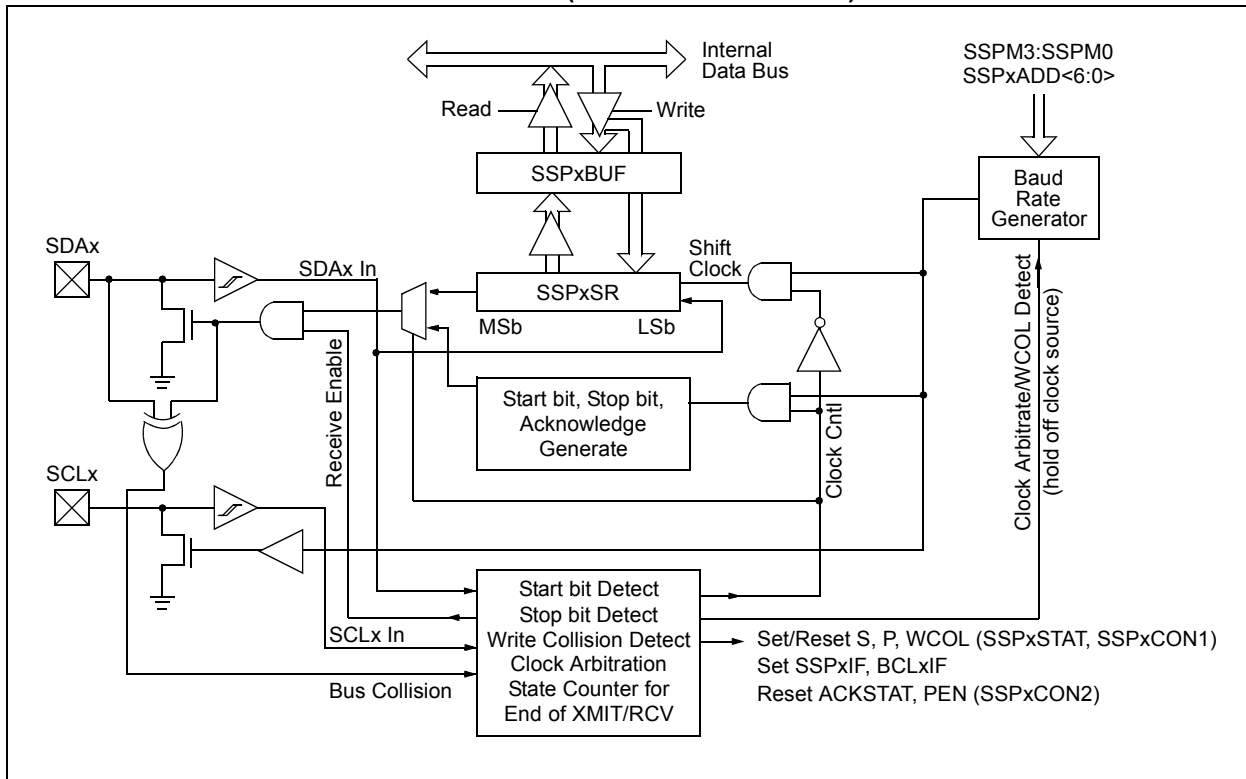 Internal
Data Bus
SSPM3:SSPM0
SSPxADD<6:0>
Read
Write
SSPxBUF
Baud
Rate
Generator
SDAx
SDAx In
Shift
Clock
SSPxSR
MSb
LSb
Receive Enable
Start bit, Stop bit,
Acknowledge
Generate
Clock Cntl
Clock Arbitrate/WCOL Detect
(hold off clock source)
SCLx
SCLx In
Bus Collision
Start bit Detect
Stop bit Detect
Write Collision Detect
Clock Arbitration
State Counter for
End of XMIT/RCV
Set/Reset S, P, WCOL (SSPxSTAT, SSPxCON1)
Set SSPxIF, BCLxIF
Reset ACKSTAT, PEN (SSPxCON2)